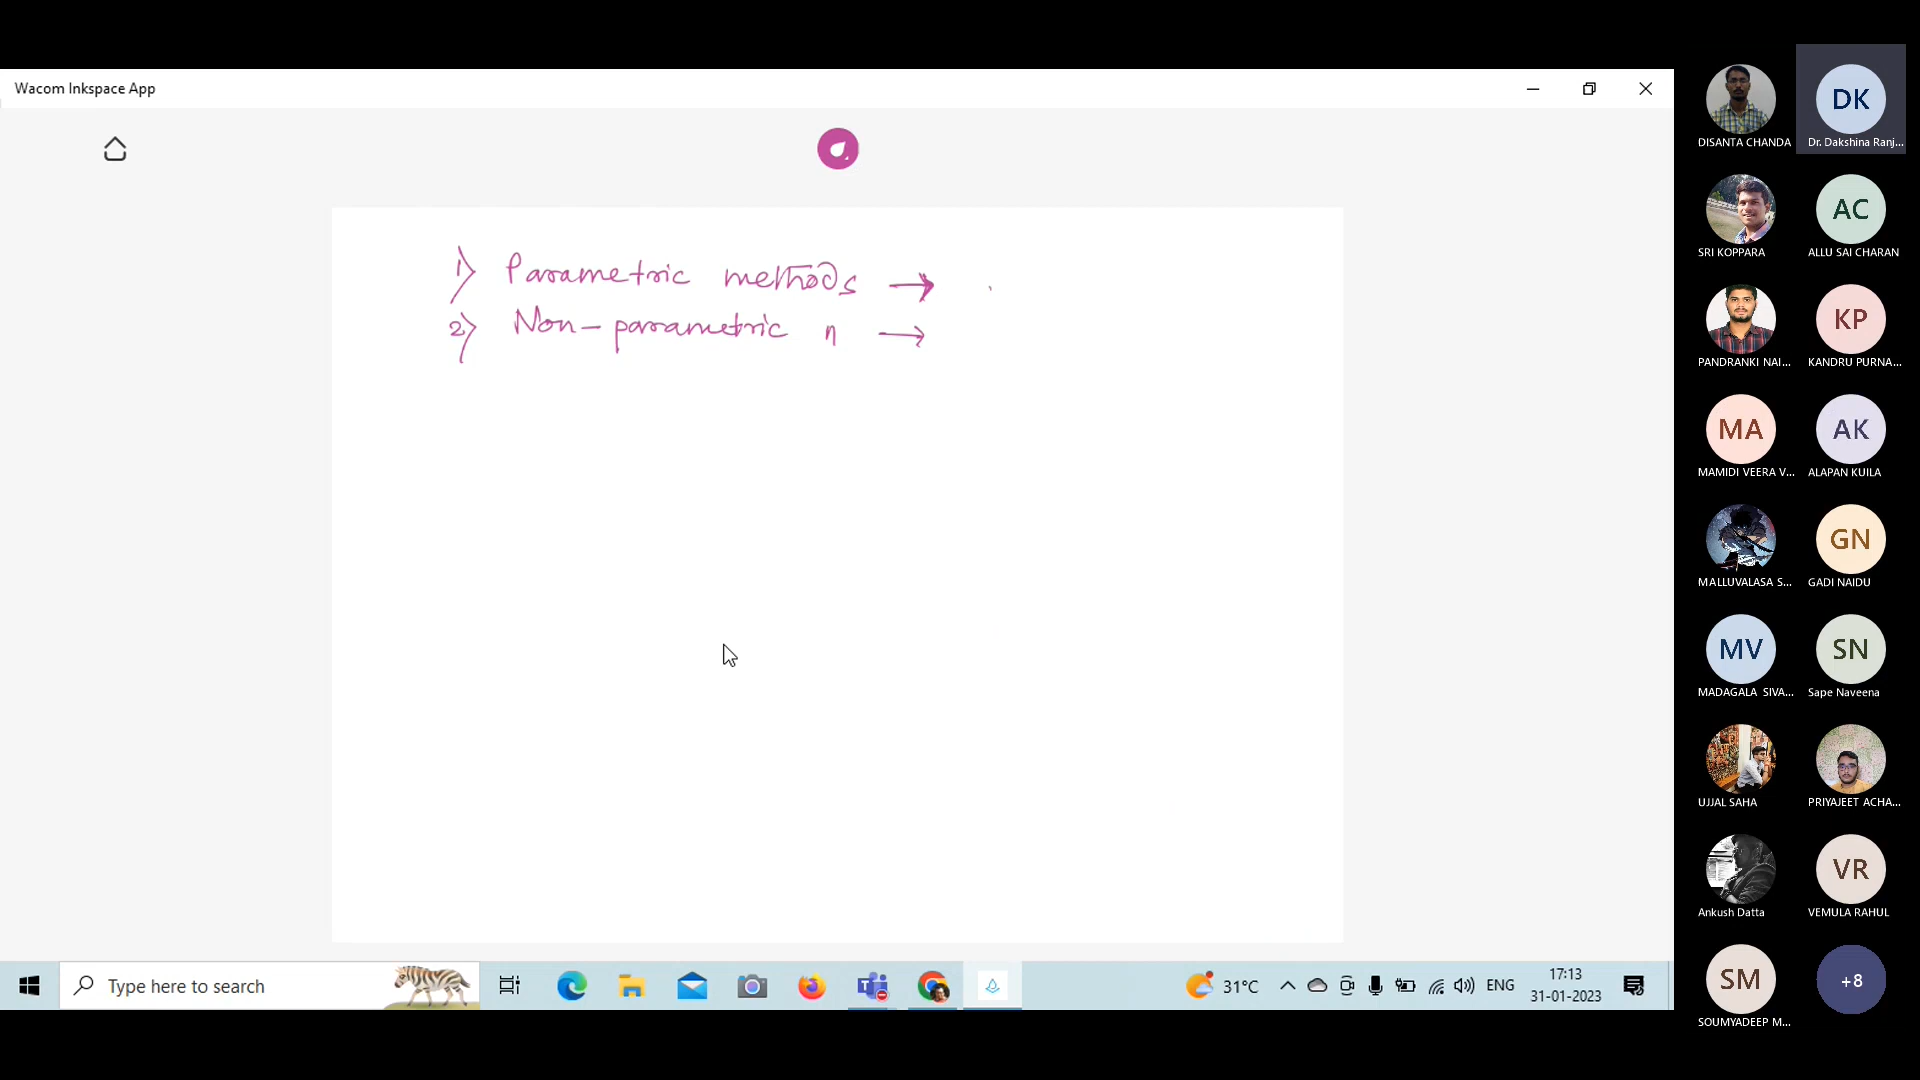 Wacom Inkspace App
1) Parametric methods →
2) Non-parametric " →
DK
DISANTA CHANDA
Dr. Dakshina Ranj...
AC
SRI KOPPARA
ALLU SAI CHARAN
KP
PANDRANKI NAI...
KANDRU PURNA...
MA
AK
MAMIDI VEERA V...
ALAPAN KUILA
GN
MALLUVALASA S...
GADI NAIDU
MV
SN
MADAGALA SIVA...
Sape Naveena
UJJAL SAHA
PRIYAJEET ACHA...
VR
Ankush Datta
VEMULA RAHUL
SM
+8
SOUMYADEEP M...
Type here to search
31°C
ENG
17:13
31-01-2023